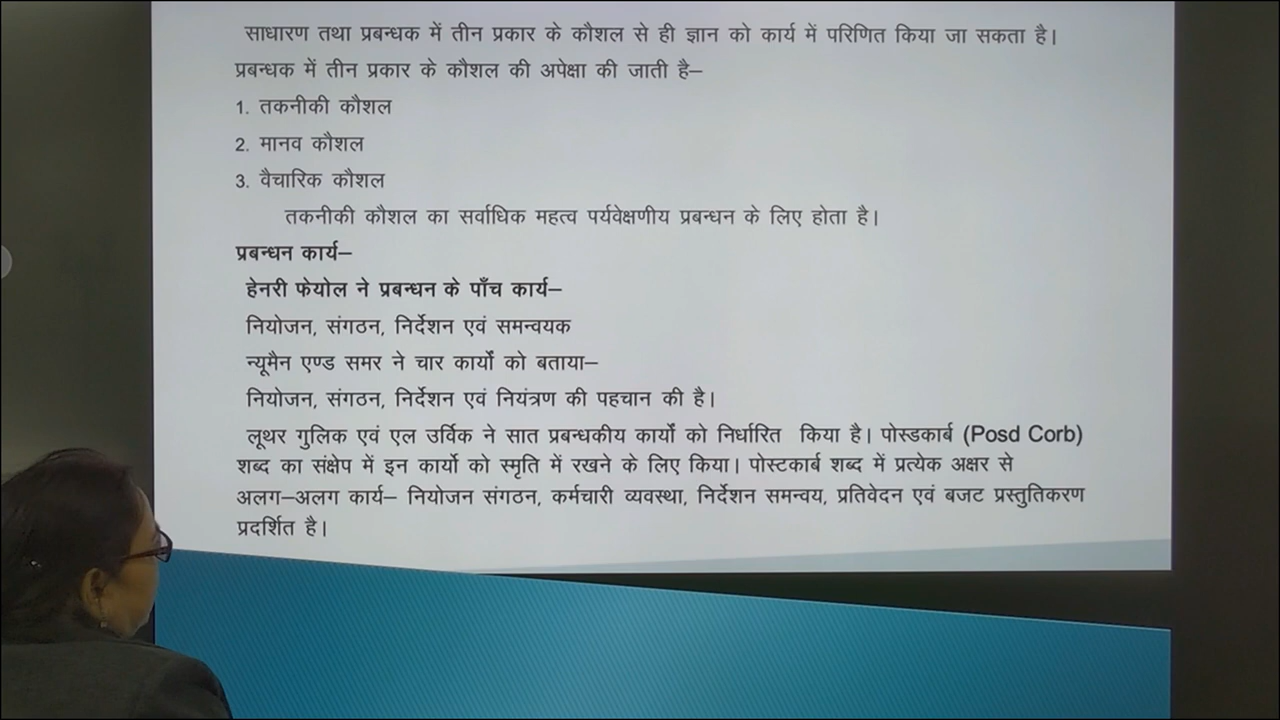 साधारण तथा प्रबन्धक में तीन प्रकार के कौशल से ही ज्ञान को कार्य में परिणित किया जा सकता है।
प्रबन्धक में तीन प्रकार के कौशल की अपेक्षा की जाती है–
1. तकनीकी कौशल
2. मानव कौशल
3. वैचारिक कौशल
तकनीकी कौशल का सर्वाधिक महत्व पर्यवेक्षणीय प्रबन्धन के लिए होता है।
प्रबन्धन कार्य–
हेनरी फेयोल ने प्रबन्धन के पाँच कार्य–
नियोजन, संगठन, निर्देशन एवं समन्वयक
न्यूमैन एण्ड समर ने चार कार्यों को बताया–
नियोजन, संगठन, निर्देशन एवं नियंत्रण की पहचान की है।
लूथर गुलिक एवं एल उर्विक ने सात प्रबन्धकीय कार्यों को निर्धारित किया है। पोस्डकार्ब (Posd Corb)
शब्द का संक्षेप में इन कार्यो को स्मृति में रखने के लिए किया। पोस्टकार्ब शब्द में प्रत्येक अक्षर से
अलग–अलग कार्य– नियोजन संगठन, कर्मचारी व्यवस्था, निर्देशन समन्वय, प्रतिवेदन एवं बजट प्रस्तुतिकरण
प्रदर्शित है।